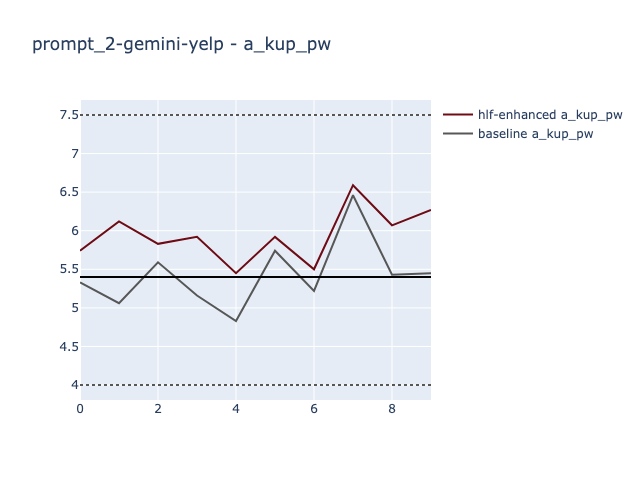 prompt_2-gemini-yelp - a_kup_pw
hlf-enhanced a_kup_pw
baseline a_kup_pw
7.5
7
6.5
6
5.5
5
4.5
4
0 2 4 6 8